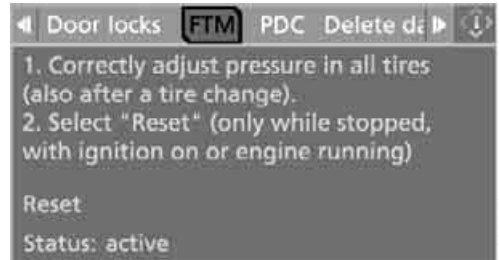 Door locks FTM PDC Delete da
1. Correctly adjust pressure in all tires
(also after a tire change).
2. Select "Reset" (only while stopped,
with ignition on or engine running)
Reset
Status: active